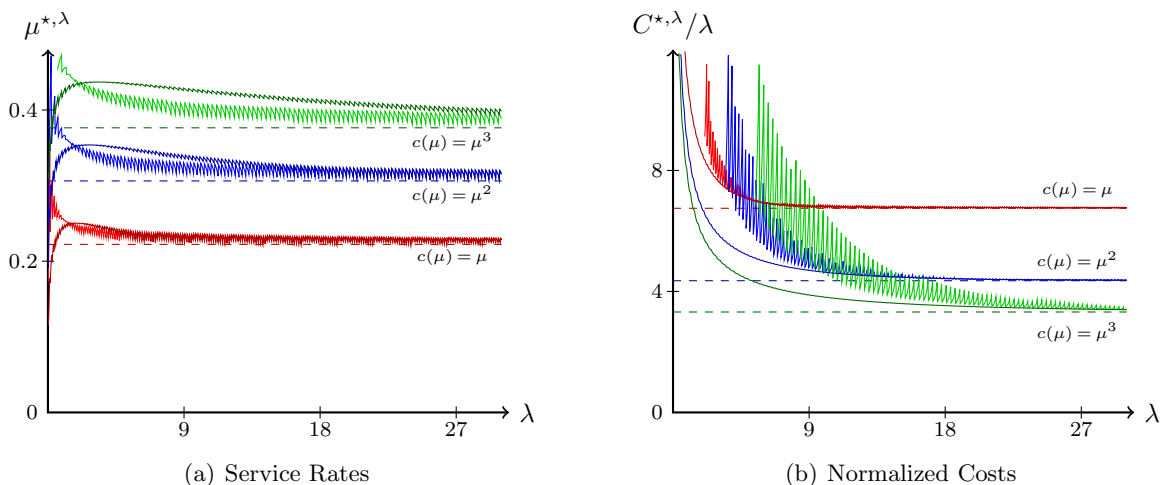 μ⋆,λ
0.4
0.2
0
9
18
27
λ
c(μ) = μ³
c(μ) = μ²
c(μ) = μ
(a) Service Rates
C⋆,λ/λ
8
4
0
9
18
27
λ
c(μ) = μ
c(μ) = μ²
c(μ) = μ³
(b) Normalized Costs